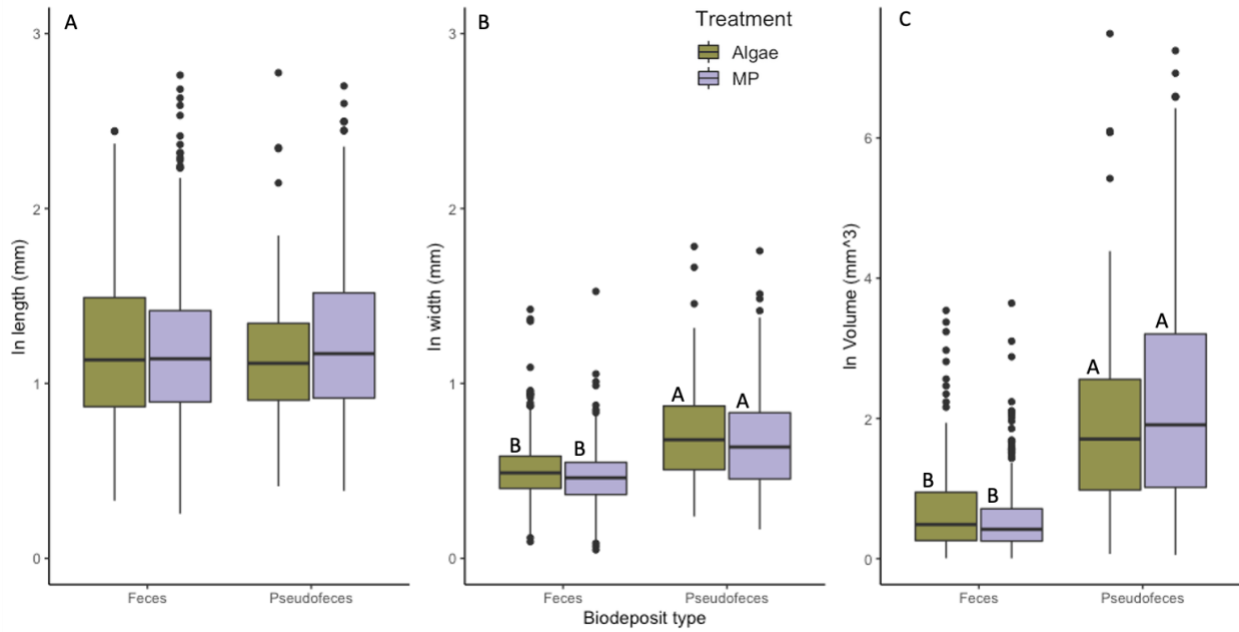 A
ln length (mm)
3
2
1
0
Feces
Pseudofeces
B
Treatment
Algae
MP
ln width (mm)
3
2
1
0
A
A
B
B
Feces
Pseudofeces
Biodeposit type
C
ln Volume (mm^3)
6
4
2
0
A
A
B
B
Feces
Pseudofeces